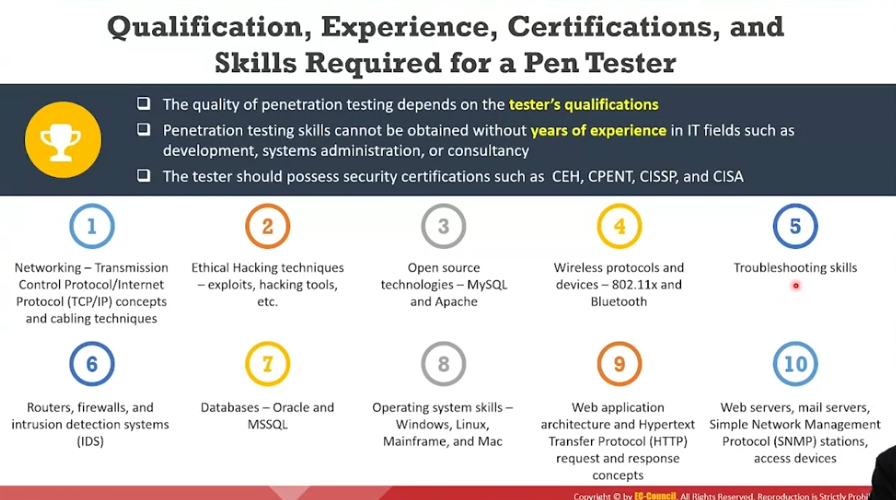 Qualification, Experience, Certifications, and
Skills Required for a Pen Tester
The quality of penetration testing depends on the tester's qualifications
Penetration testing skills cannot be obtained without years of experience in IT fields such as
development, systems administration, or consultancy
The tester should possess security certifications such as CEH, CPENT, CISSP, and CISA
1
Networking – Transmission
Control Protocol/Internet
Protocol (TCP/IP) concepts
and cabling techniques
2
Ethical Hacking techniques
– exploits, hacking tools,
etc.
3
Open source
technologies – MySQL
and Apache
4
Wireless protocols and
devices – 802.11x and
Bluetooth
5
Troubleshooting skills
6
Routers, firewalls, and
intrusion detection systems
(IDS)
7
Databases – Oracle and
MSSQL
8
Operating system skills –
Windows, Linux,
Mainframe, and Mac
9
Web application
architecture and Hypertext
Transfer Protocol (HTTP)
request and response
concepts
10
Web servers, mail servers,
Simple Network Management
Protocol (SNMP) stations,
access devices
Copyright © by EC-Council. All Rights Reserved. Reproduction is Strictly